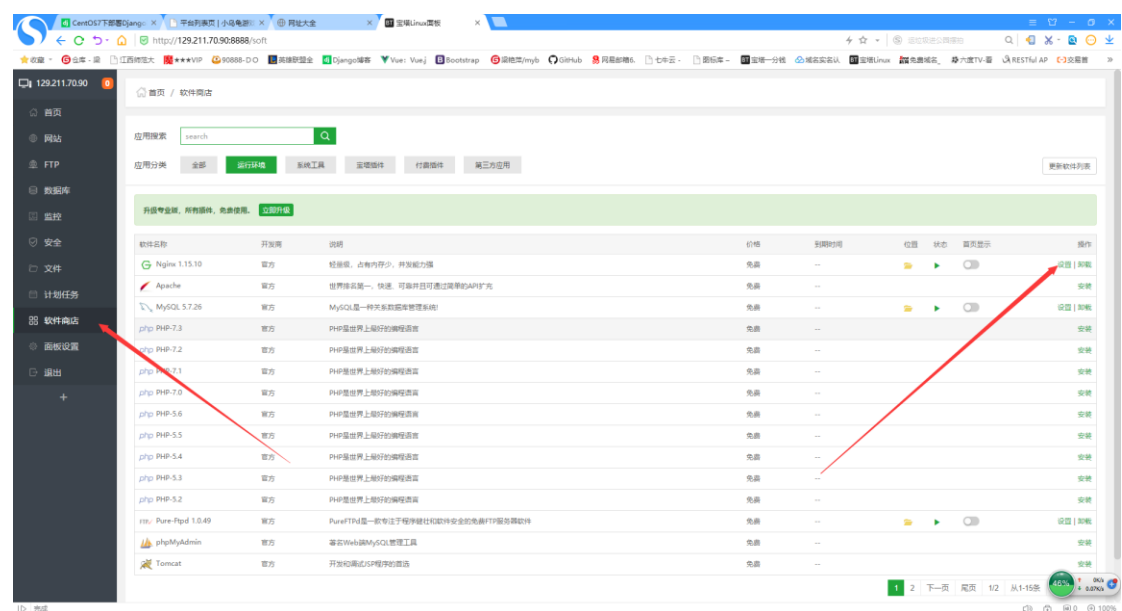 CentOS7下部署Djang
平台列表页 | 小鸟龟游
网址大全
宝塔Linux面板
http://129.211.70.90:8888/soft
收藏
仓库 - 梁
江西师范大
★★★VIP
90888- D O
英雄联盟全
Django博客
Vue: Vue.j
Bootstrap
梁艳荣/myb
GitHub
网易邮箱6.
七牛云 -
图标库 -
宝塔一分钱
域名实名认
宝塔Linux
免费域名_
六度TV-看
RESTful AP
交易首
129.211.70.90
0
首页 / 软件商店
首页
网站
FTP
数据库
监控
安全
文件
计划任务
软件商店
面板设置
退出
应用搜索 search
应用分类 全部 运行环境 系统工具 宝塔插件 付费插件 第三方应用 更新软件列表
升级专业版，所有插件，免费使用。 立即升级
软件名称 开发商 说明 价格 到期时间 位置 状态 首页显示 操作
Nginx 1.15.10 官方 轻量级，占有内存少，并发能力强 免费 -- 设置 | 卸载
Apache 官方 世界排名第一，快速、可靠并且可通过简单的API扩充 免费 -- 安装
MySQL 5.7.26 官方 MySQL是一种关系数据库管理系统! 免费 -- 设置 | 卸载
php PHP-7.3 官方 PHP是世界上最好的编程语言 免费 -- 安装
php PHP-7.2 官方 PHP是世界上最好的编程语言 免费 -- 安装
php PHP-7.1 官方 PHP是世界上最好的编程语言 免费 -- 安装
php PHP-7.0 官方 PHP是世界上最好的编程语言 免费 -- 安装
php PHP-5.6 官方 PHP是世界上最好的编程语言 免费 -- 安装
php PHP-5.5 官方 PHP是世界上最好的编程语言 免费 -- 安装
php PHP-5.4 官方 PHP是世界上最好的编程语言 免费 -- 安装
php PHP-5.3 官方 PHP是世界上最好的编程语言 免费 -- 安装
php PHP-5.2 官方 PHP是世界上最好的编程语言 免费 -- 安装
Pure-Ftpd 1.0.49 官方 PureFTPd是一款专注于程序健壮和软件安全的免费FTP服务器软件 免费 -- 设置 | 卸载
phpMyAdmin 官方 著名Web端MySQL管理工具 免费 -- 安装
Tomcat 官方 开发和调试JSP程序的首选 免费 -- 安装
1 2 下一页 尾页 1/2 从1-15条
46% 0K/s
0.07K/s
完成
0 100%